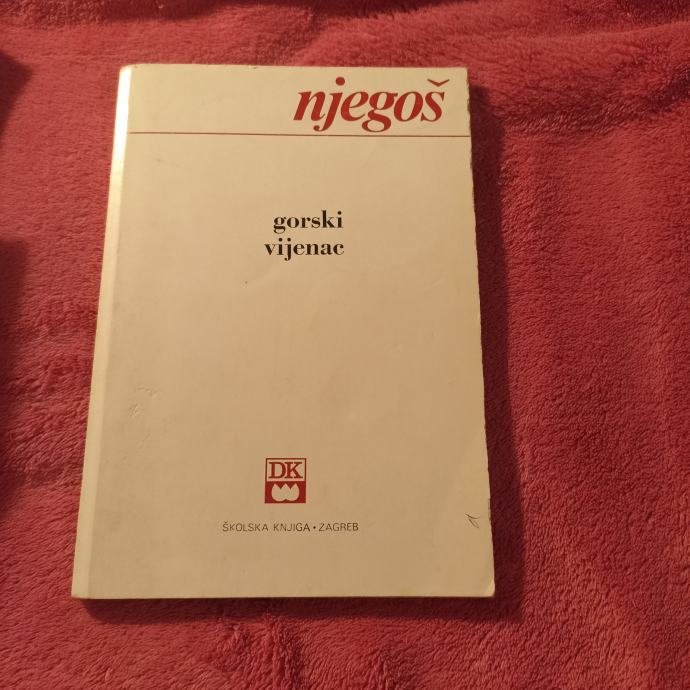 njegoš
gorski
vijenac
DK
ŠKOLSKA KNJIGA • ZAGREB